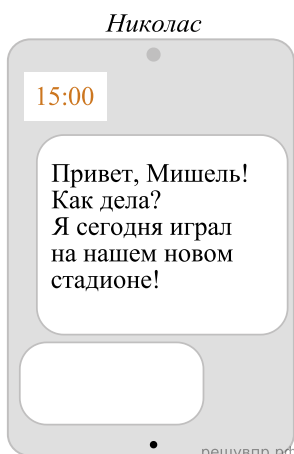 Николас
15:00
Привет, Мишель!
Как дела?
Я сегодня играл
на нашем новом
стадионе!
решувпр.рф